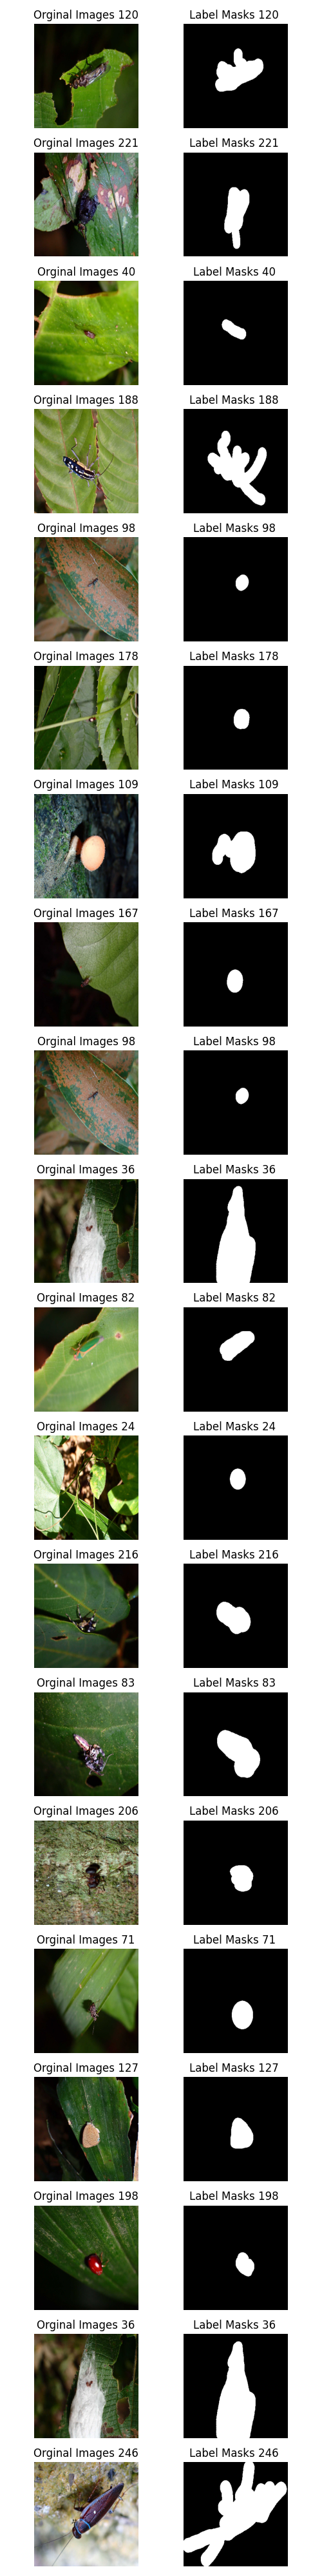 Orginal Images 120 Label Masks 120
Orginal Images 221 Label Masks 221
Orginal Images 40 Label Masks 40
Orginal Images 188 Label Masks 188
Orginal Images 98 Label Masks 98
Orginal Images 178 Label Masks 178
Orginal Images 109 Label Masks 109
Orginal Images 167 Label Masks 167
Orginal Images 98 Label Masks 98
Orginal Images 36 Label Masks 36
Orginal Images 82 Label Masks 82
Orginal Images 24 Label Masks 24
Orginal Images 216 Label Masks 216
Orginal Images 83 Label Masks 83
Orginal Images 206 Label Masks 206
Orginal Images 71 Label Masks 71
Orginal Images 127 Label Masks 127
Orginal Images 198 Label Masks 198
Orginal Images 36 Label Masks 36
Orginal Images 246 Label Masks 246